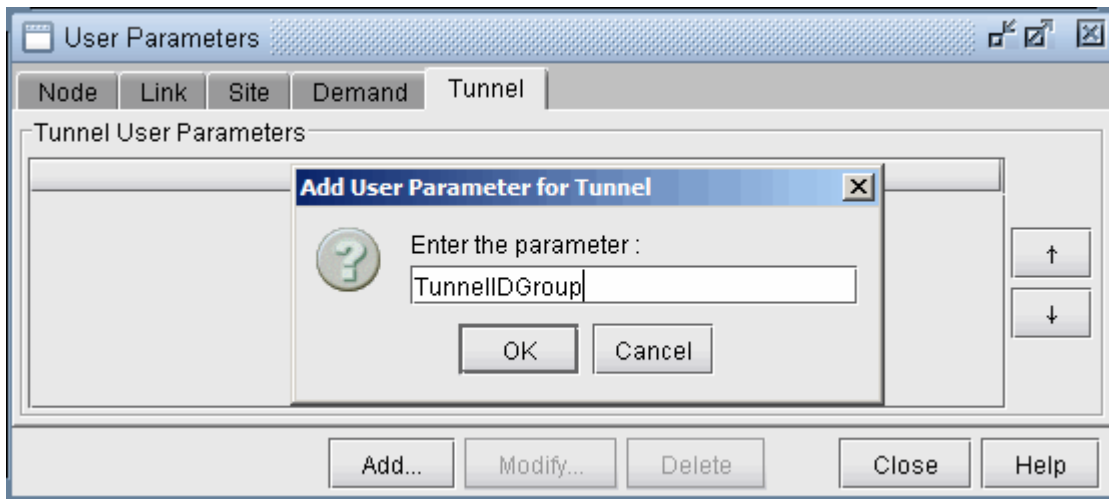 User Parameters
Node Link Site Demand Tunnel
Tunnel User Parameters
Add User Parameter for Tunnel
Enter the parameter :
TunnelIDGroup
OK Cancel
Add... Modify... Delete Close Help